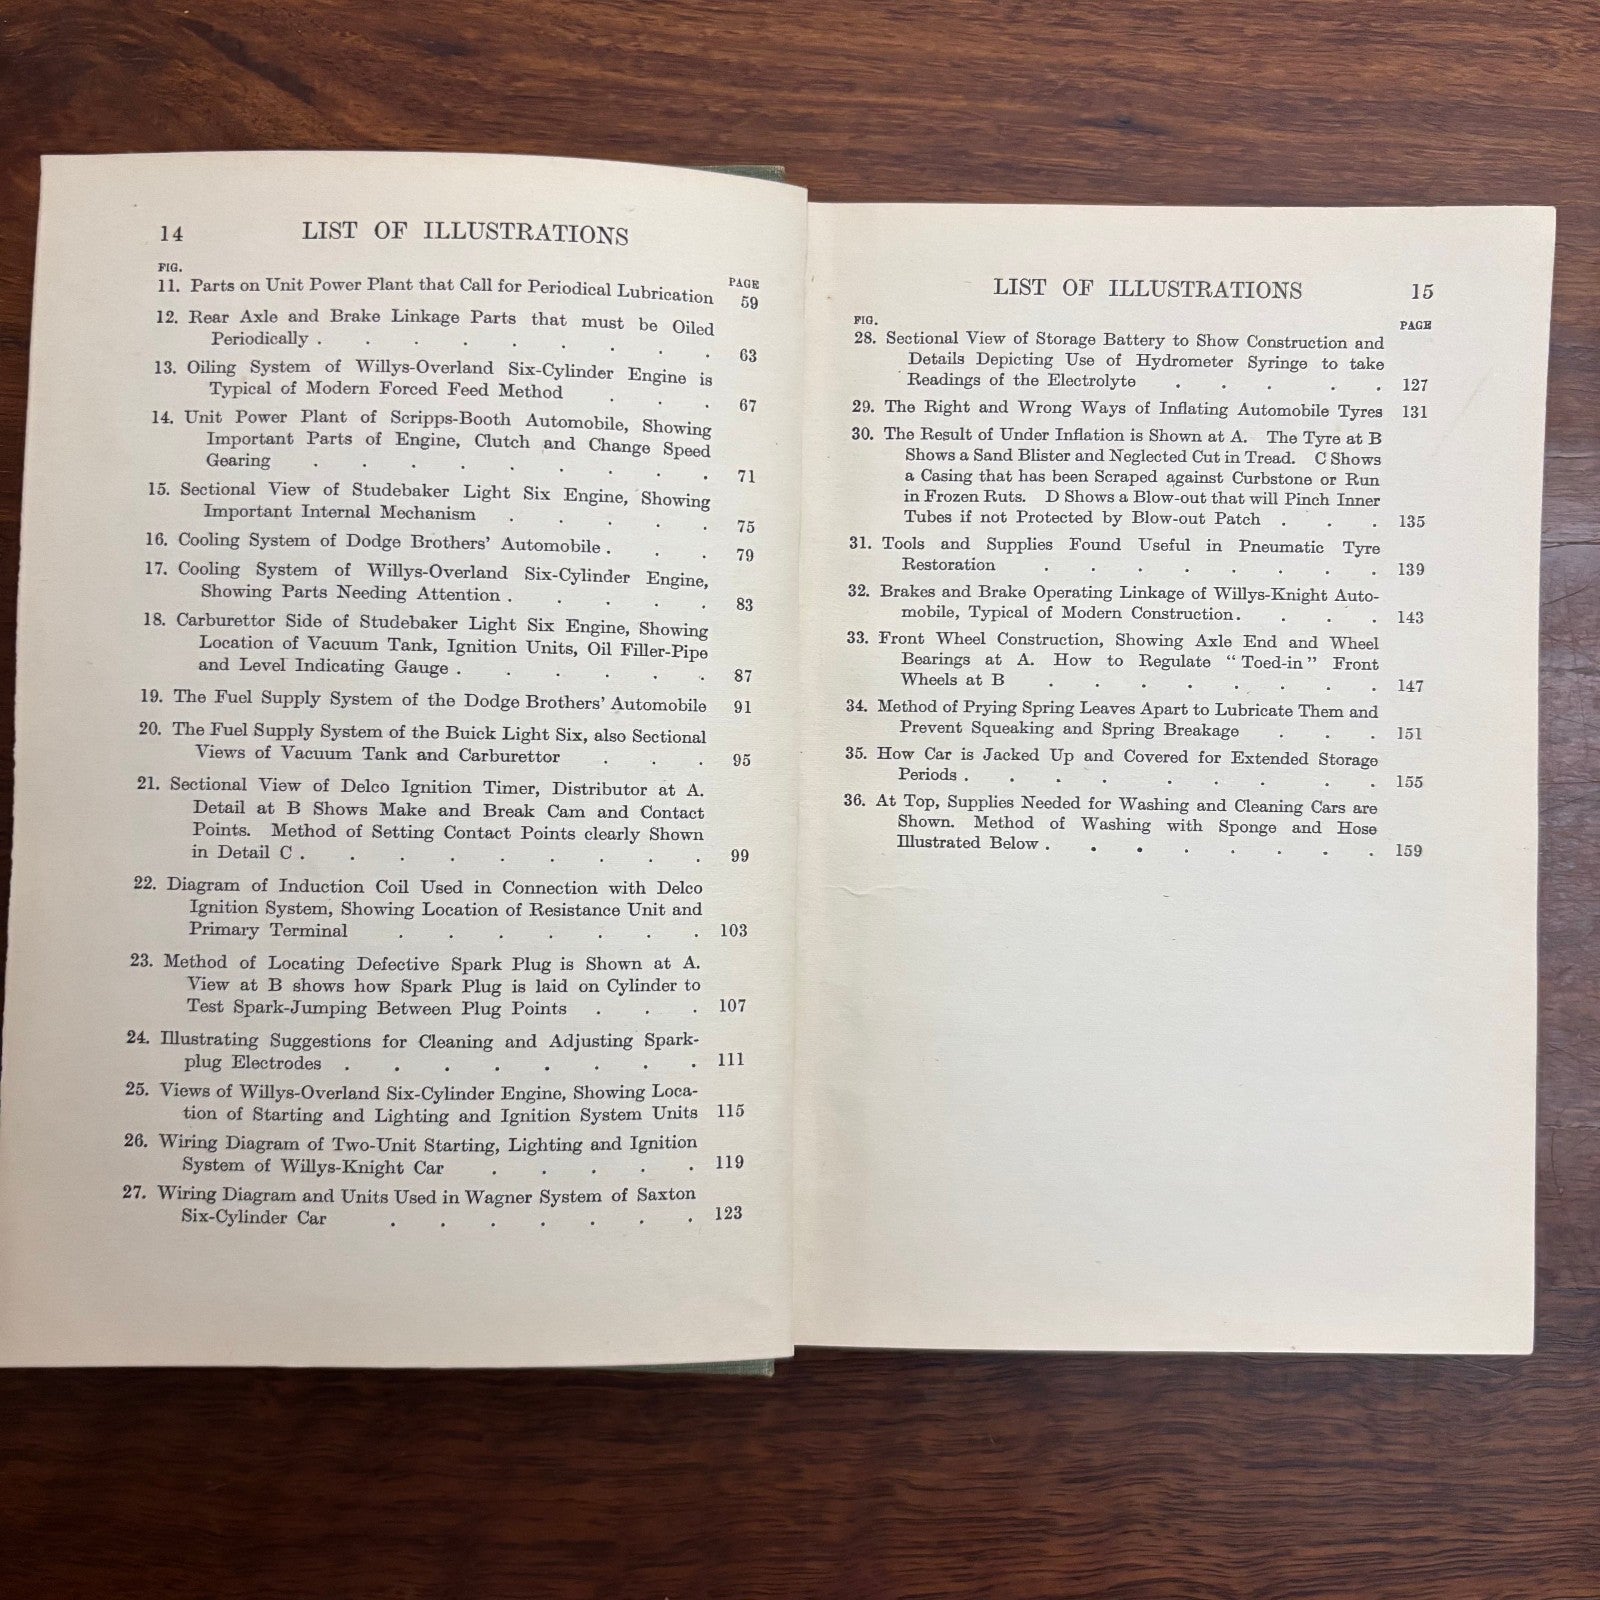 14 LIST OF ILLUSTRATIONS
FIG. PAGE
11. Parts on Unit Power Plant that Call for Periodical Lubrication 59
12. Rear Axle and Brake Linkage Parts that must be Oiled
Periodically . . . . . . . . . 63
13. Oiling System of Willys-Overland Six-Cylinder Engine is
Typical of Modern Forced Feed Method . . . 67
14. Unit Power Plant of Scripps-Booth Automobile, Showing
Important Parts of Engine, Clutch and Change Speed
Gearing . . . . . . . . . 71
15. Sectional View of Studebaker Light Six Engine, Showing
Important Internal Mechanism . . . . . 75
16. Cooling System of Dodge Brothers' Automobile . . . 79
17. Cooling System of Willys-Overland Six-Cylinder Engine,
Showing Parts Needing Attention . . . . . 83
18. Carburettor Side of Studebaker Light Six Engine, Showing
Location of Vacuum Tank, Ignition Units, Oil Filler-Pipe
and Level Indicating Gauge . . . . . . 87
19. The Fuel Supply System of the Dodge Brothers' Automobile 91
20. The Fuel Supply System of the Buick Light Six, also Sectional
Views of Vacuum Tank and Carburettor . . . 95
21. Sectional View of Delco Ignition Timer, Distributor at A.
Detail at B Shows Make and Break Cam and Contact
Points. Method of Setting Contact Points clearly Shown
in Detail C . . . . . . . . . 99
22. Diagram of Induction Coil Used in Connection with Delco
Ignition System, Showing Location of Resistance Unit and
Primary Terminal . . . . . . . 103
23. Method of Locating Defective Spark Plug is Shown at A.
View at B shows how Spark Plug is laid on Cylinder to
Test Spark-Jumping Between Plug Points . . . 107
24. Illustrating Suggestions for Cleaning and Adjusting Spark-
plug Electrodes . . . . . . . . 111
25. Views of Willys-Overland Six-Cylinder Engine, Showing Loca-
tion of Starting and Lighting and Ignition System Units 115
26. Wiring Diagram of Two-Unit Starting, Lighting and Ignition
System of Willys-Knight Car . . . . . 119
27. Wiring Diagram and Units Used in Wagner System of Saxton
Six-Cylinder Car . . . . . . . 123
LIST OF ILLUSTRATIONS 15
FIG. PAGE
28. Sectional View of Storage Battery to Show Construction and
Details Depicting Use of Hydrometer Syringe to take
Readings of the Electrolyte . . . . . 127
29. The Right and Wrong Ways of Inflating Automobile Tyres 131
30. The Result of Under Inflation is Shown at A. The Tyre at B
Shows a Sand Blister and Neglected Cut in Tread. C Shows
a Casing that has been Scraped against Curbstone or Run
in Frozen Ruts. D Shows a Blow-out that will Pinch Inner
Tubes if not Protected by Blow-out Patch . . . 135
31. Tools and Supplies Found Useful in Pneumatic Tyre
Restoration . . . . . . . . 139
32. Brakes and Brake Operating Linkage of Willys-Knight Auto-
mobile, Typical of Modern Construction . . . . 143
33. Front Wheel Construction, Showing Axle End and Wheel
Bearings at A. How to Regulate "Toed-in" Front
Wheels at B . . . . . . . . 147
34. Method of Prying Spring Leaves Apart to Lubricate Them and
Prevent Squeaking and Spring Breakage . . . 151
35. How Car is Jacked Up and Covered for Extended Storage
Periods . . . . . . . . . 155
36. At Top, Supplies Needed for Washing and Cleaning Cars are
Shown. Method of Washing with Sponge and Hose
Illustrated Below . . . . . . . . 159